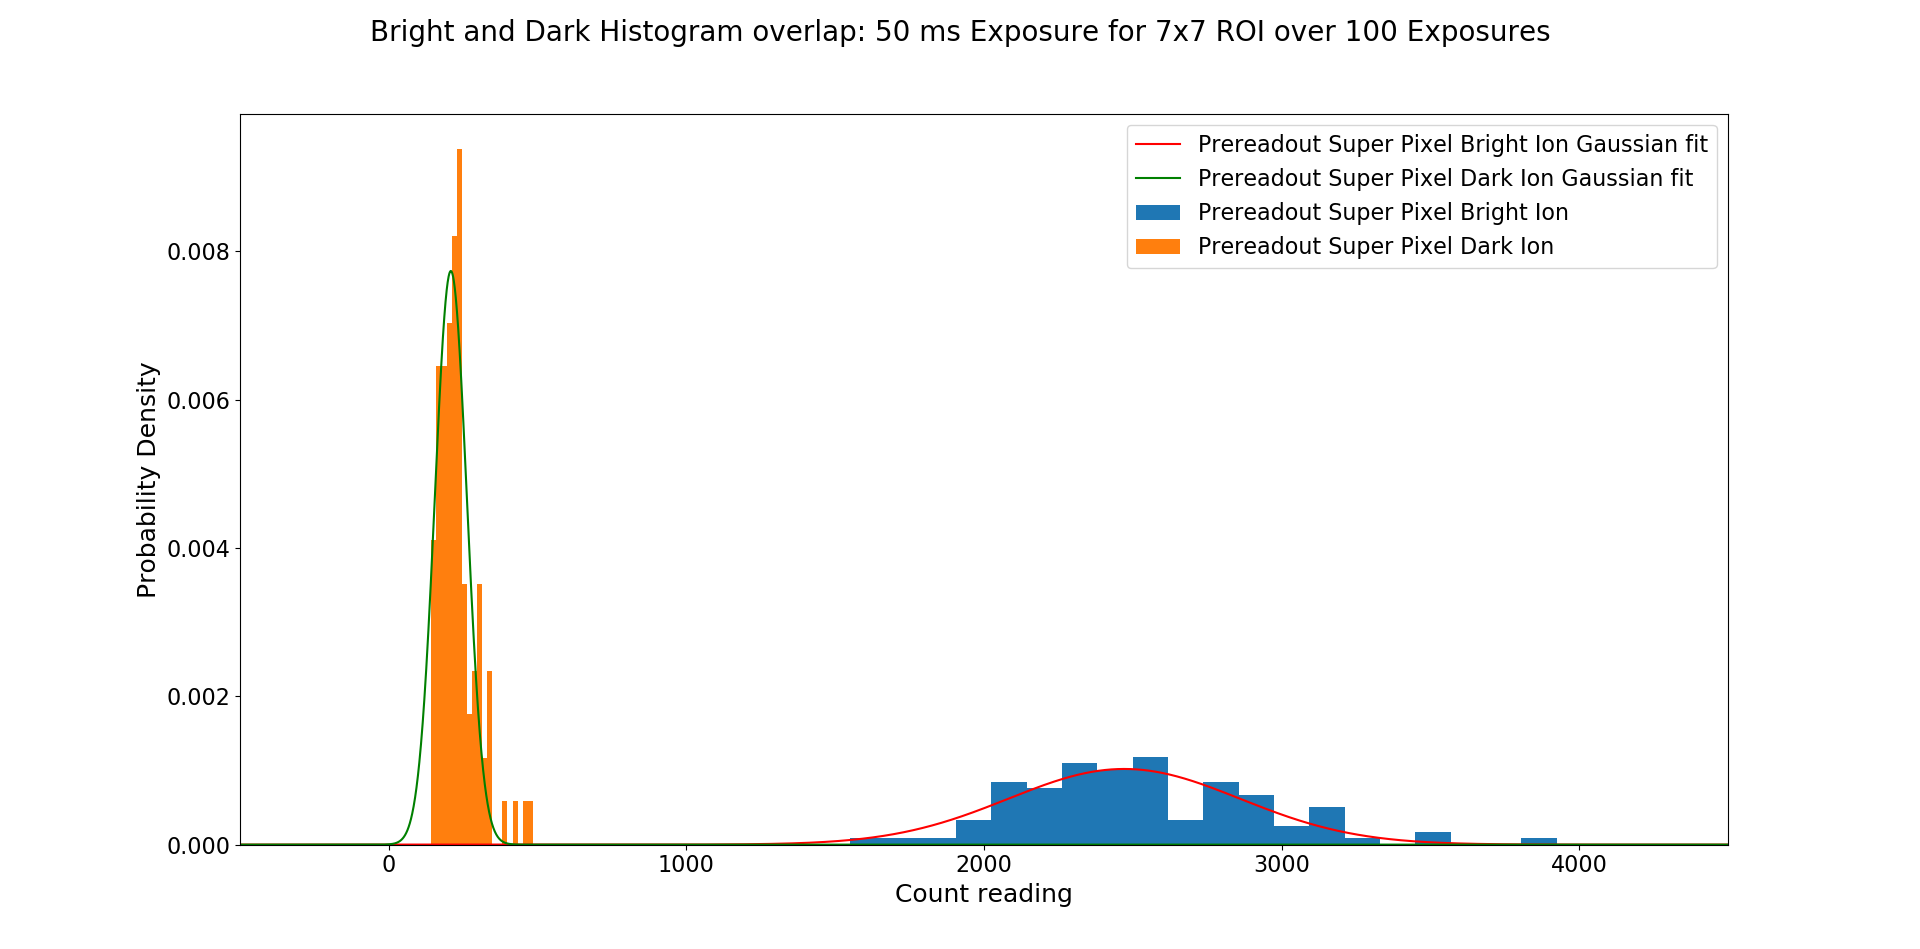 Bright and Dark Histogram overlap: 50 ms Exposure for 7x7 ROI over 100 Exposures
Prereadout Super Pixel Bright Ion Gaussian fit
Prereadout Super Pixel Dark Ion Gaussian fit
Prereadout Super Pixel Bright Ion
Prereadout Super Pixel Dark Ion
Probability Density
0.008
0.006
0.004
0.002
0.000
0 1000 2000 3000 4000
Count reading